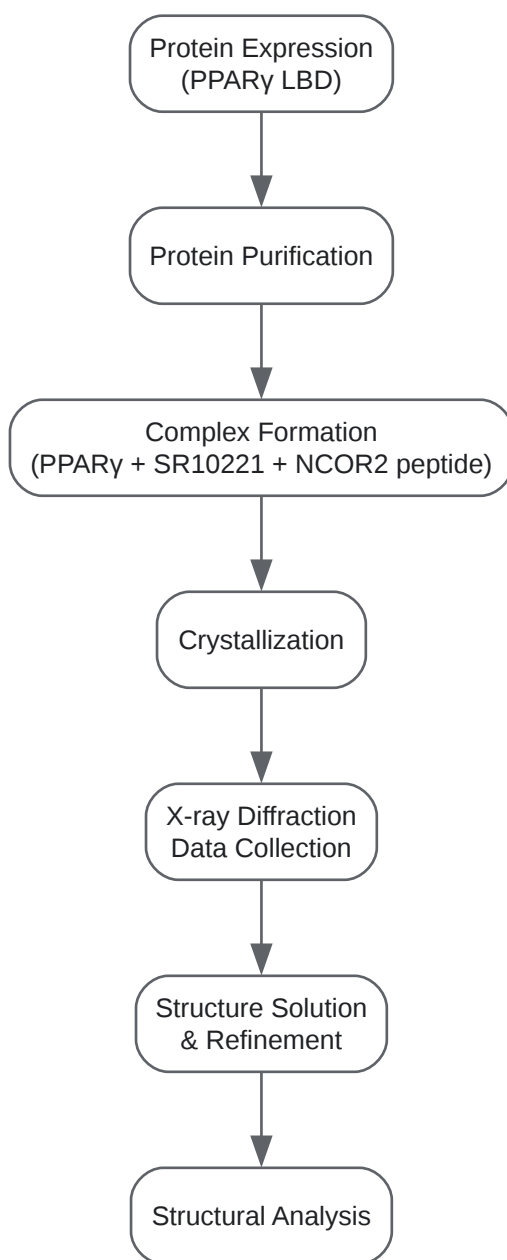 Protein Expression
(PPARγ LBD)
Protein Purification
Complex Formation
(PPARγ + SR10221 + NCOR2 peptide)
Crystallization
X-ray Diffraction
Data Collection
Structure Solution
& Refinement
Structural Analysis